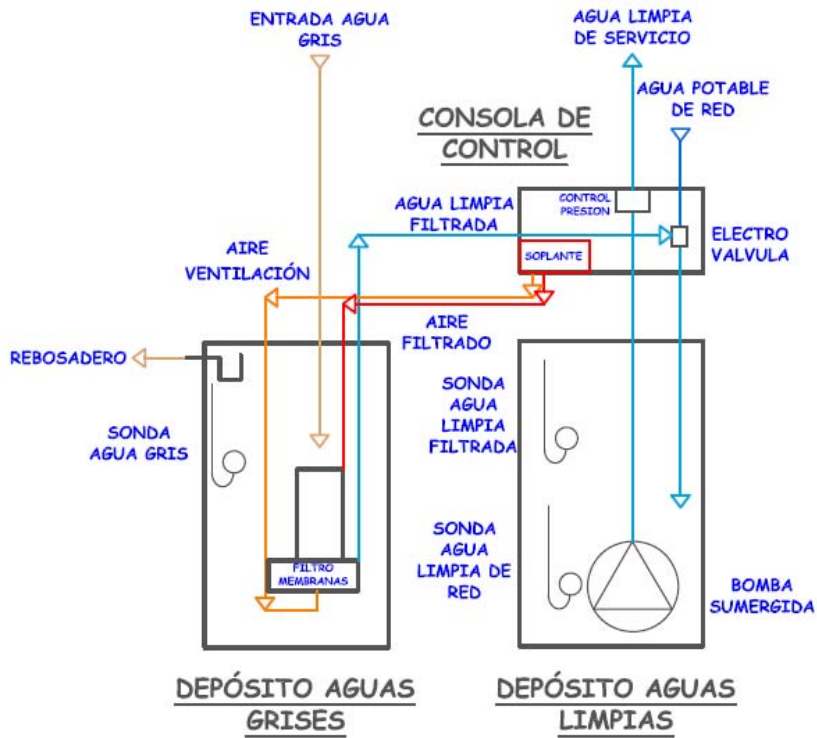 ENTRADA AGUA
GRIS
AGUA LIMPIA
DE SERVICIO
AGUA POTABLE
DE RED
CONSOLA DE
CONTROL
CONTROL
PRESION
AGUA LIMPIA
FILTRADA
ELECTRO
VALVULA
AIRE
VENTILACIÓN
SOPLANTE
AIRE
FILTRADO
REBOSADERO
SONDA
AGUA GRIS
SONDA
AGUA
LIMPIA
FILTRADA
SONDA
AGUA
LIMPIA DE
RED
FILTRO
MEMBRANAS
BOMBA
SUMERGIDA
DEPÓSITO AGUAS
GRISES
DEPÓSITO AGUAS
LIMPIAS